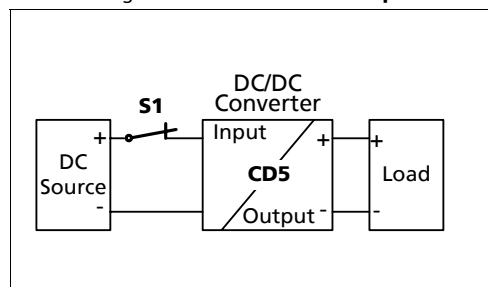 DC/DC
Converter
S1
+
Input
+
+
DC
Source
CD5
Load
-
Output
-
-